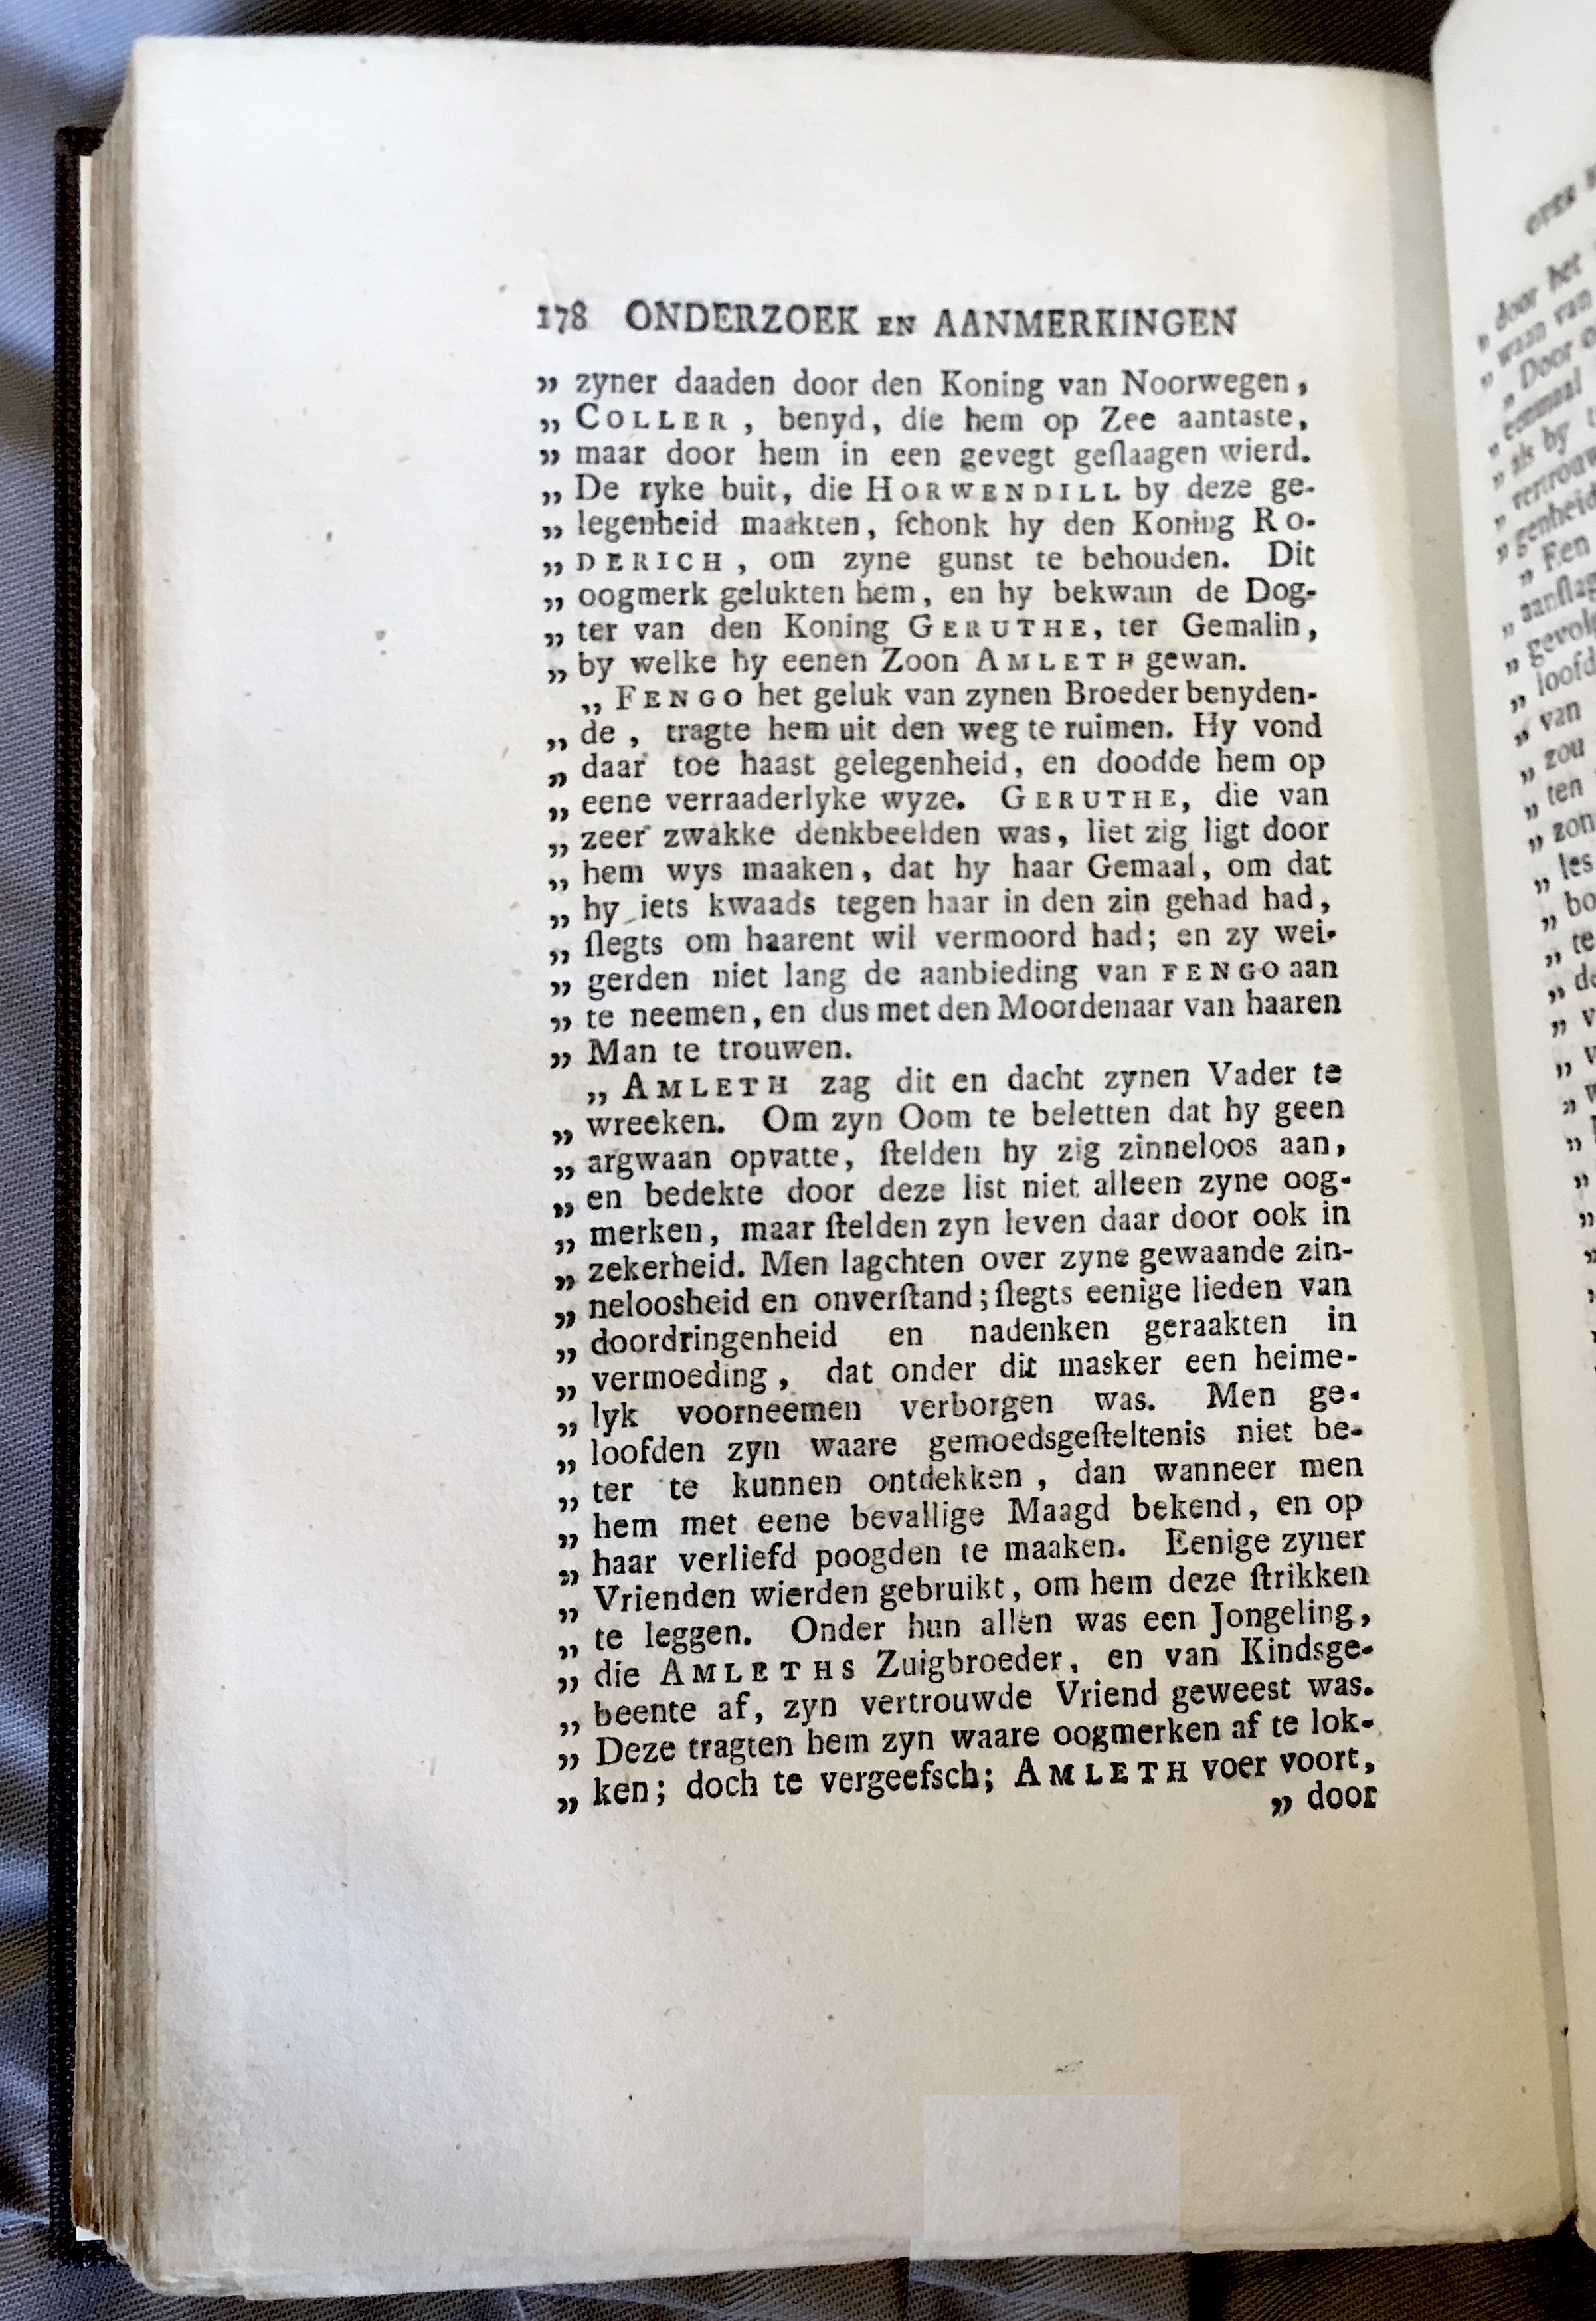 178 ONDERZOEK EN AANMERKINGEN
„ zyner daaden door den Koning van Noorwegen,
„ COLLER, benyd, die hem op Zee aantaste,
„ maar door hem in een gevegt geſlaagen wierd.
„ De ryke buit, die HORWENDILL by deze ge-
„ legenheid maakten, ſchonk hy den Koning RO-
„ DERICH, om zyne gunst te behouden. Dit
„ oogmerk gelukten hem, en hy bekwam de Dog-
„ ter van den Koning GERUTHE, ter Gemalin,
„ by welke hy eenen Zoon AMLETH gewan.
„ FENGO het geluk van zynen Broeder benyden-
„ de, tragte hem uit den weg te ruimen. Hy vond
„ daar toe haast gelegenheid, en doodde hem op
„ eene verraaderlyke wyze. GERUTHE, die van
„ zeer zwakke denkbeelden was, liet zig ligt door
„ hem wys maaken, dat hy haar Gemaal, om dat
„ hy iets kwaads tegen haar in den zin gehad had,
„ ſlegts om haarent wil vermoord had; en zy wei-
„ gerden niet lang de aanbieding van FENGO aan
„ te neemen, en dus met den Moordenaar van haaren
„ Man te trouwen.
„ AMLETH zag dit en dacht zynen Vader te
„ wreeken. Om zyn Oom te beletten dat hy geen
„ argwaan opvatte, ſtelden hy zig zinneloos aan,
„ en bedekte door deze list niet alleen zyne oog-
„ merken, maar ſtelden zyn leven daar door ook in
„ zekerheid. Men lagchten over zyne gewaande zin-
„ neloosheid en onverſtand; ſlegts eenige lieden van
„ doordringenheid en nadenken geraakten in
„ vermoeding, dat onder dit masker een heime-
„ lyk voorneemen verborgen was. Men ge-
„ loofden zyn waare gemoedsgeſteltenis niet be-
„ ter te kunnen ontdekken, dan wanneer men
„ hem met eene bevallige Maagd bekend, en op
„ haar verliefd poogden te maaken. Eenige zyner
„ Vrienden wierden gebruikt, om hem deze ſtrikken
„ te leggen. Onder hun allen was een Jongeling,
„ die AMLETHS Zuigbroeder, en van Kindsge-
„ beente af, zyn vertrouwde Vriend geweest was.
„ Deze tragten hem zyn waare oogmerken af te lok-
„ ken; doch te vergeefsch; AMLETH voer voort,
„ door
„ door het
„ waan van
„ Door
„ eenmaal
„ als by
„ gevolg
„ van
„ zou
„ ten